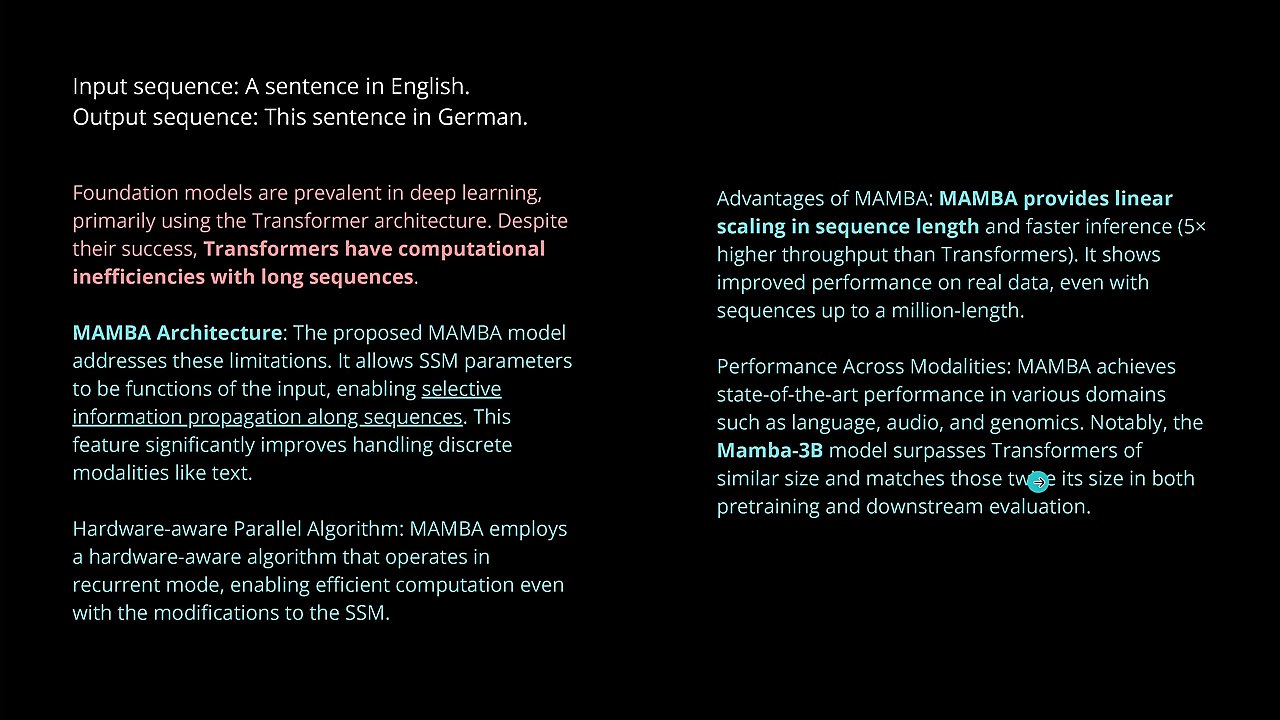 Input sequence: A sentence in English.
Output sequence: This sentence in German.
Foundation models are prevalent in deep learning,
primarily using the Transformer architecture. Despite
their success, Transformers have computational
inefficiencies with long sequences.
MAMBA Architecture: The proposed MAMBA model
addresses these limitations. It allows SSM parameters
to be functions of the input, enabling selective
information propagation along sequences. This
feature significantly improves handling discrete
modalities like text.
Hardware-aware Parallel Algorithm: MAMBA employs
a hardware-aware algorithm that operates in
recurrent mode, enabling efficient computation even
with the modifications to the SSM.
Advantages of MAMBA: MAMBA provides linear
scaling in sequence length and faster inference (5×
higher throughput than Transformers). It shows
improved performance on real data, even with
sequences up to a million-length.
Performance Across Modalities: MAMBA achieves
state-of-the-art performance in various domains
such as language, audio, and genomics. Notably, the
Mamba-3B model surpasses Transformers of
similar size and matches those twice its size in both
pretraining and downstream evaluation.